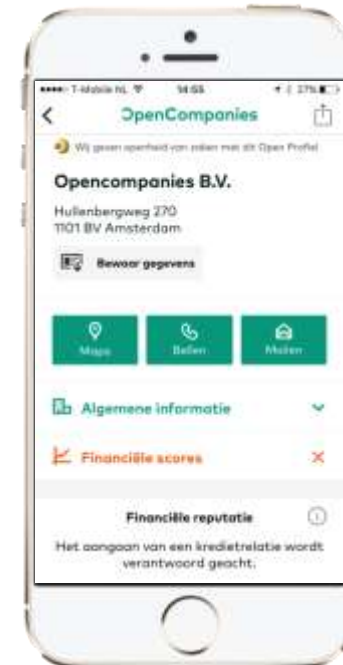 T-Mobile NL 14:55 27%
OpenCompanies
Wij geven openheid van zaken met dit Open Profiel
Opencompanies B.V.
Hullenbergweg 270
1101 BV Amsterdam
Bewaar gegevens
Maps Bellen Mailen
Algemene informatie
Financiële scores
Financiële reputatie
Het aangaan van een kredietrelatie wordt
verantwoord geacht.